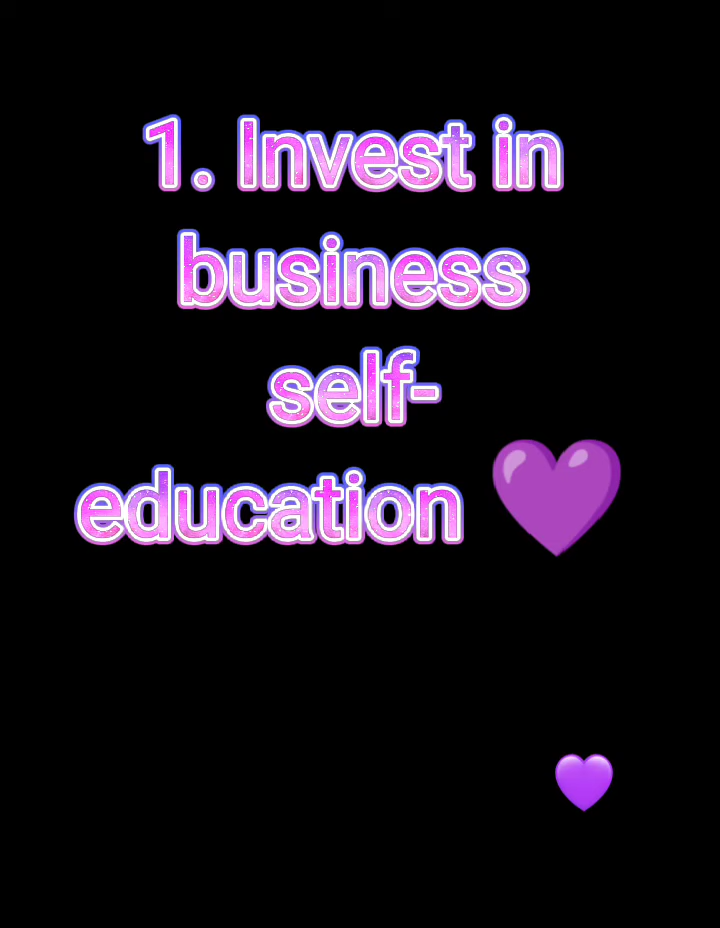 1. Invest in
business
self-
education 💜
💜